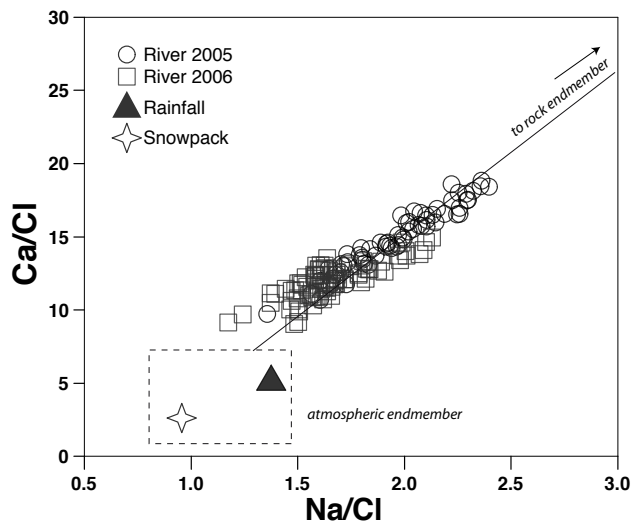 30
25
20
15
10
5
0
Ca/Cl
River 2005
River 2006
Rainfall
Snowpack
to rock endmember
atmospheric endmember
0.5 1.0 1.5 2.0 2.5 3.0
Na/Cl